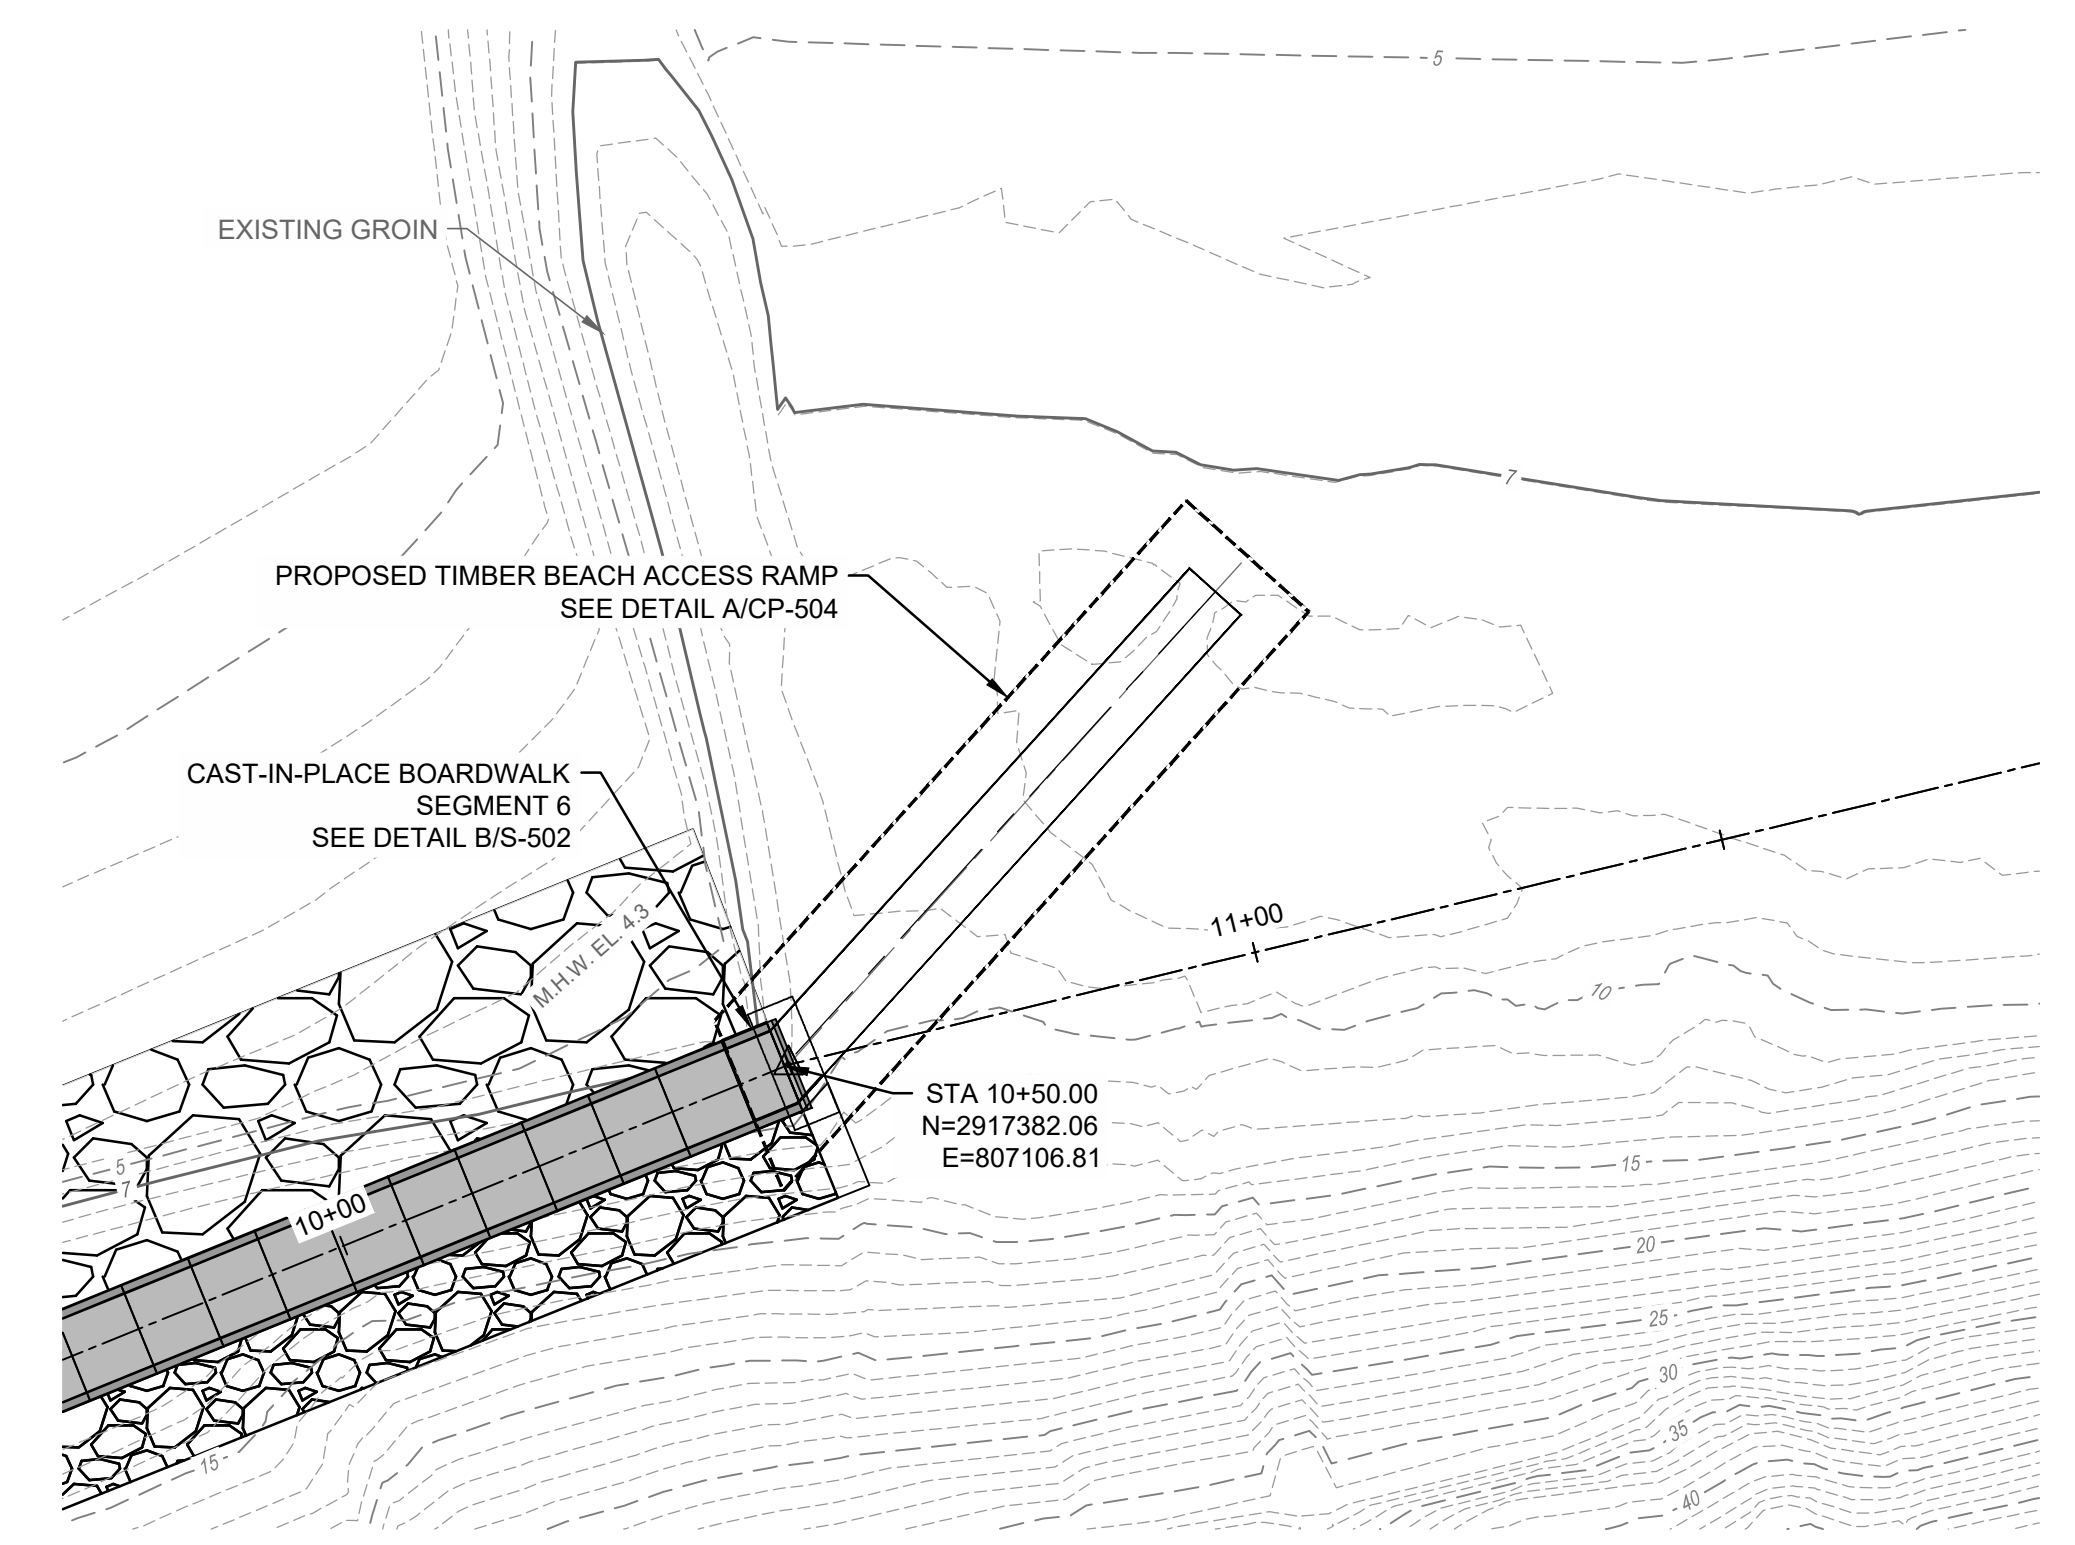 5
EXISTING GROIN
7
PROPOSED TIMBER BEACH ACCESS RAMP
SEE DETAIL A/CP-504
CAST-IN-PLACE BOARDWALK
SEGMENT 6
SEE DETAIL B/S-502
M.H.W. EL. 4.3
11+00
10
STA 10+50.00
N=2917382.06
E=807106.81
5
7
10+00
15
20
25
30
35
40
15